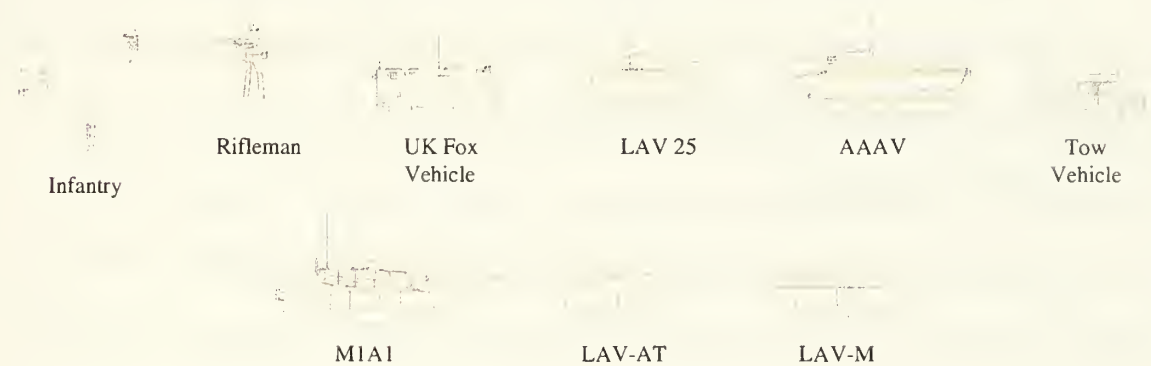 Rifleman
UK Fox
Vehicle
LAV 25
AAAV
Tow
Vehicle
Infantry
M1A1
LAV-AT
LAV-M